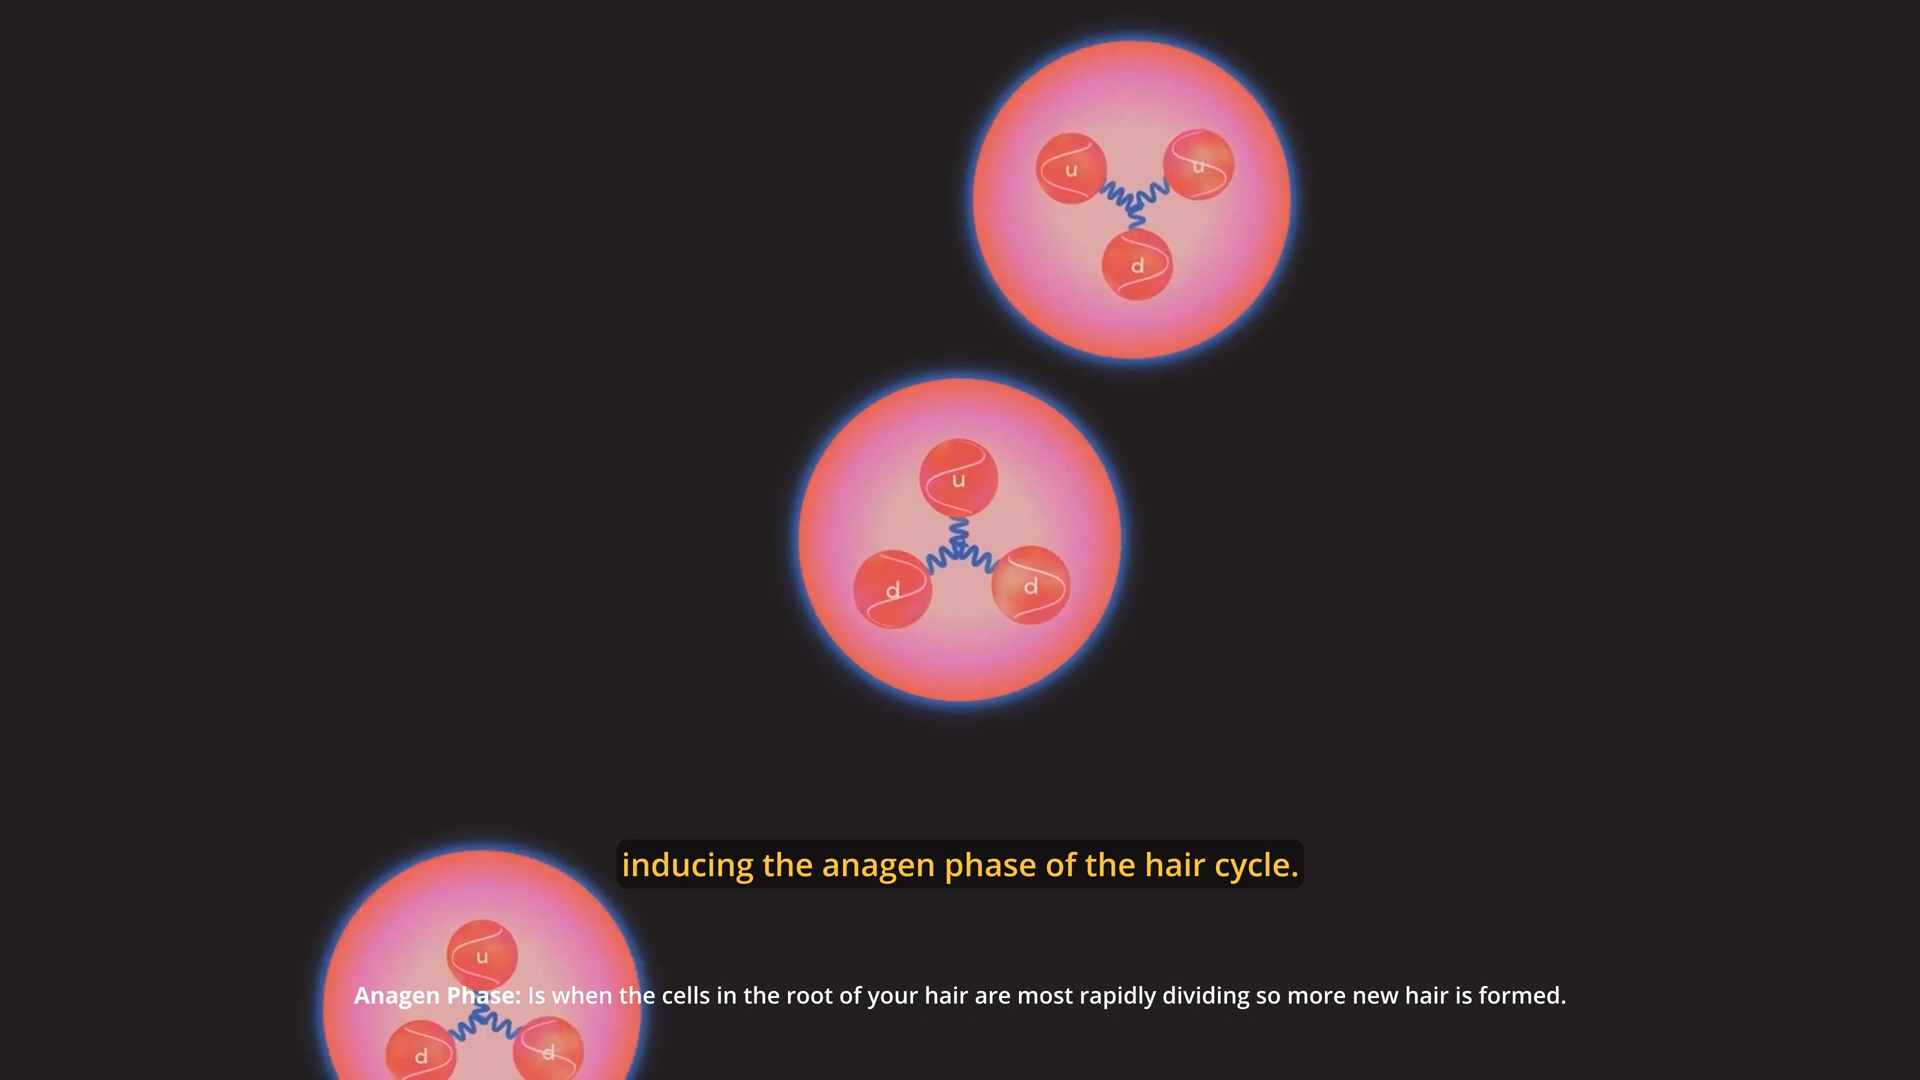 u u
d
u
d d
inducing the anagen phase of the hair cycle.
u
Anagen Phase: Is when the cells in the root of your hair are most rapidly dividing so more new hair is formed.
d d